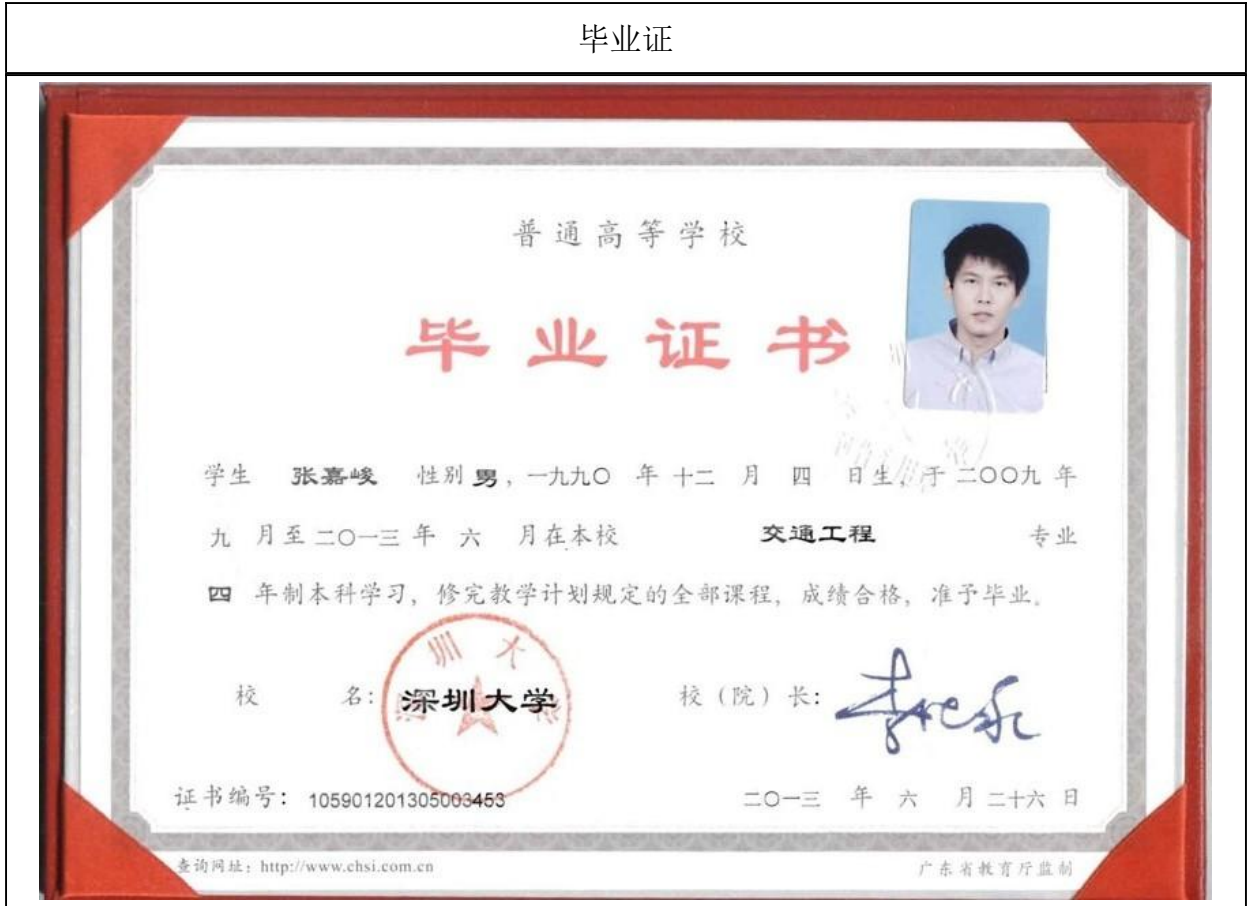 毕业证
普通高等学校
毕业证书
学生 张嘉峻 性别 男，一九九〇 年 十二 月 四 日生，于 二〇〇九 年
九 月至 二〇一三 年 六 月在本校 交通工程 专业
四 年制本科学习，修完教学计划规定的全部课程，成绩合格，准予毕业。
校 名： 深圳大学 校（院）长：
深圳大学
证书编号： 105901201305003453 二〇一三 年 六 月 二十六 日
查询网址：http://www.chsi.com.cn 广东省教育厅监制